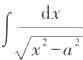 ∫ dx / √(x² − a²)